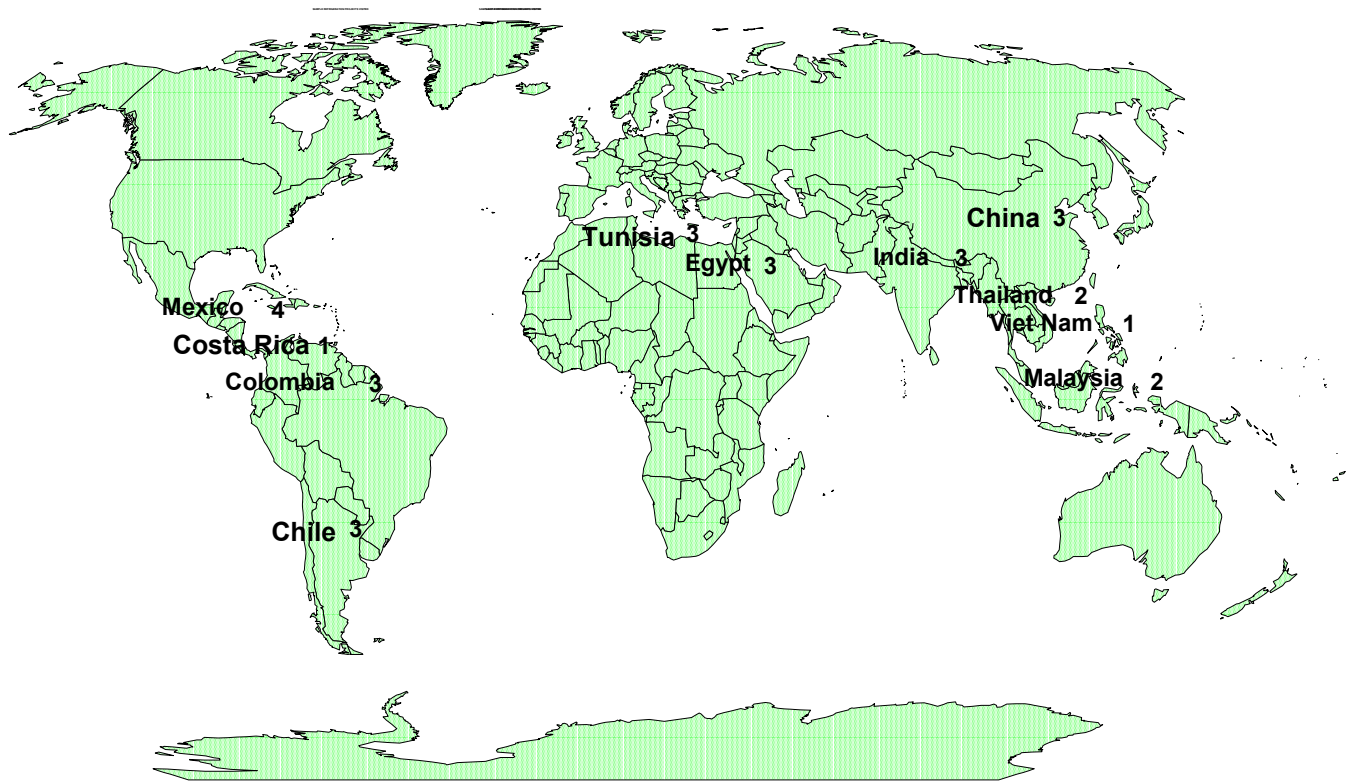 China 3
Tunisia 3
Egypt 3
India 3
Thailand 2
Mexico 4
Viet Nam 1
Costa Rica 1
Colombia 3
Malaysia 2
Chile 3